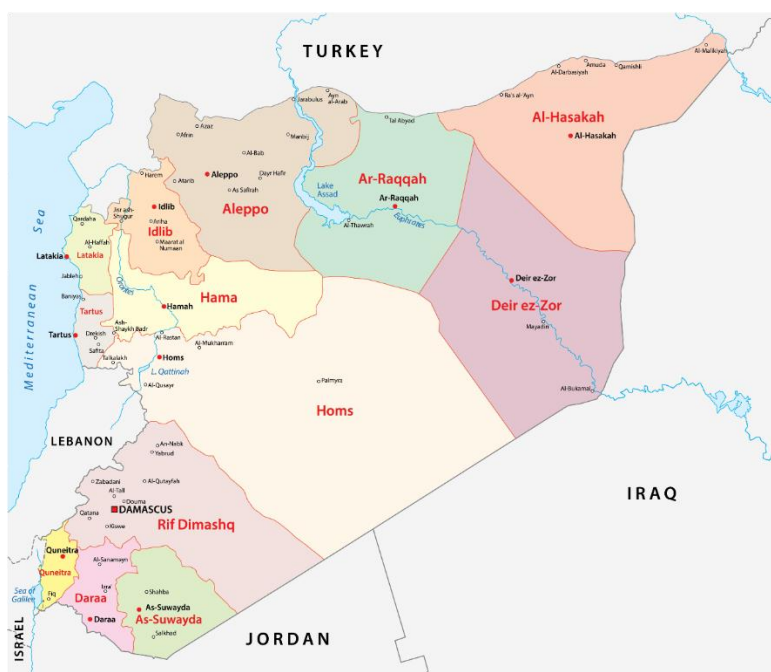 TURKEY
Al-Malikiyah
Amuda
Qamishli
Al-Darbasiyah
Ra's al-'Ayn
Ayn
al-Arab
Jarabulus
Tal Abyad
Azaz
Afrin
Manbij
Al-Hasakah
Al-Hasakah
Al-Bab
Harem
Atarib
Aleppo
Dayr Hafir
As Safirah
Aleppo
Lake
Assad
Ar-Raqqah
Ar-Raqqah
Euphrates
Al-Thawrah
Mediterranean Sea
Jisr ash-
Shugur
Idlib
Ariha
Idlib
Maarat al
Numaan
Qardaha
Al-Haffah
Latakia
Latakia
Jableh
Baniyas
Orontes
Hama
Hamah
Deir ez-Zor
Deir ez-Zor
Mayadin
Al-Bukamal
Tartus
Tartus
Ash-
Shaykh Badr
Dreikish
Safita
Talkalakh
Al-Rastan
Al-Mukharram
Homs
L. Qattinah
Al-Qusayr
Palmyra
Homs
LEBANON
An-Nabk
Yabrud
Zabadani
Al-Qutayfah
Al-Tall
Douma
DAMASCUS
Qatana
Kiswe
Rif Dimashq
IRAQ
Quneitra
Quneitra
Fiq
Sea of
Galilee
Al-Sanamayn
Izra'
Daraa
Daraa
Shahba
As-Suwayda
As-Suwayda
Salkhad
ISRAEL
JORDAN